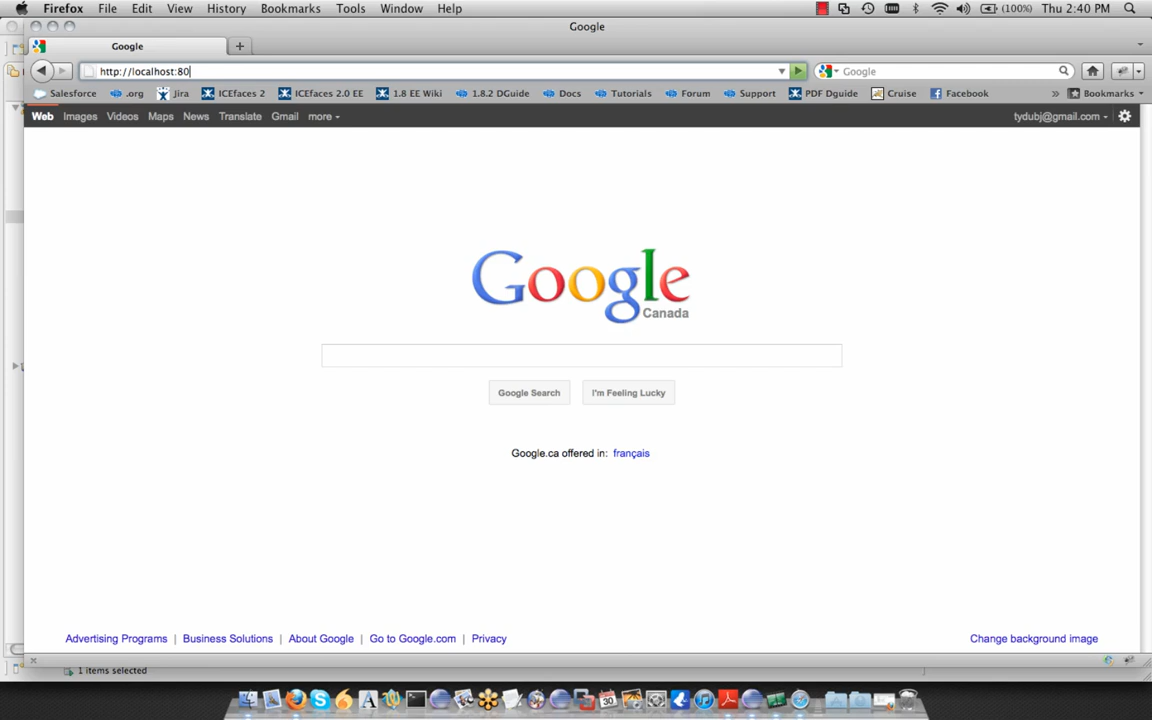 Firefox File Edit View History Bookmarks Tools Window Help (100%) Thu 2:40 PM
Google
Google
http://localhost:80 Google
Salesforce .org Jira ICEfaces 2 ICEfaces 2.0 EE 1.8 EE Wiki 1.8.2 DGuide Docs Tutorials Forum Support PDF Dguide Cruise Facebook » Bookmarks
Web Images Videos Maps News Translate Gmail more tydubj@gmail.com
Google
Canada
Google Search I'm Feeling Lucky
Google.ca offered in: français
Advertising Programs | Business Solutions | About Google | Go to Google.com | Privacy Change background image
1 items selected
30